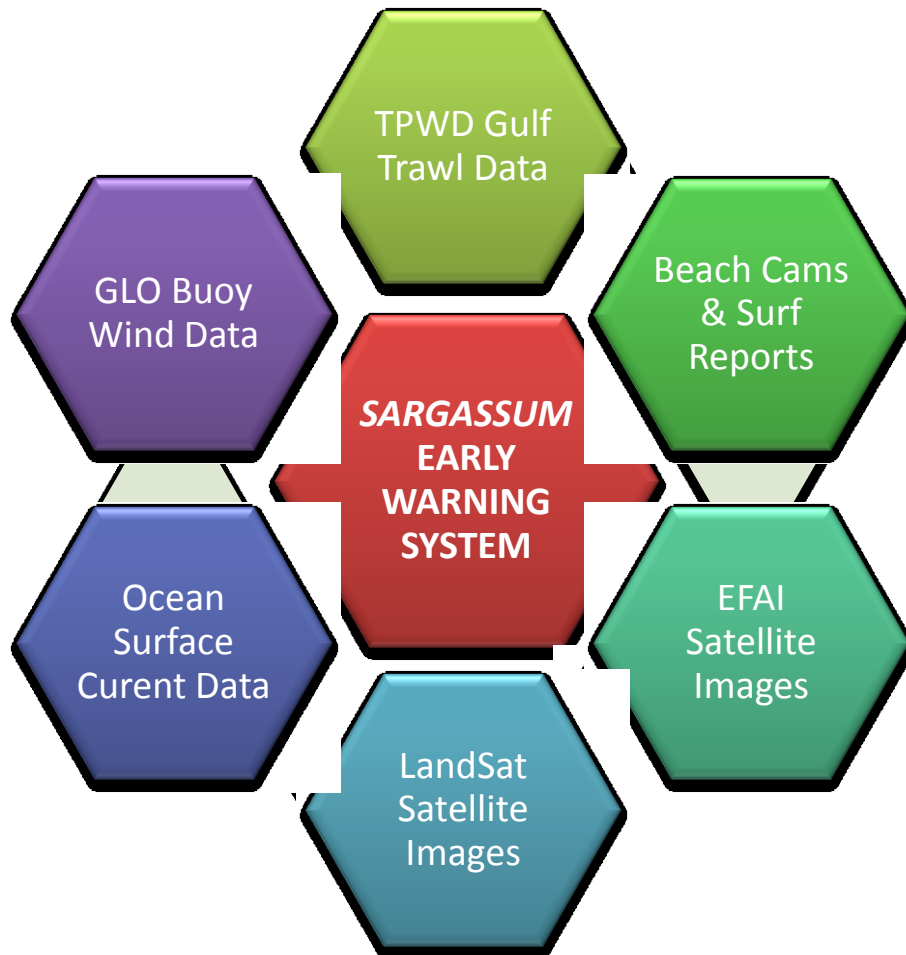 TPWD Gulf
Trawl Data
GLO Buoy
Wind Data
Beach Cams
& Surf
Reports
SARGASSUM
EARLY
WARNING
SYSTEM
Ocean
Surface
Curent Data
EFAI
Satellite
Images
LandSat
Satellite
Images